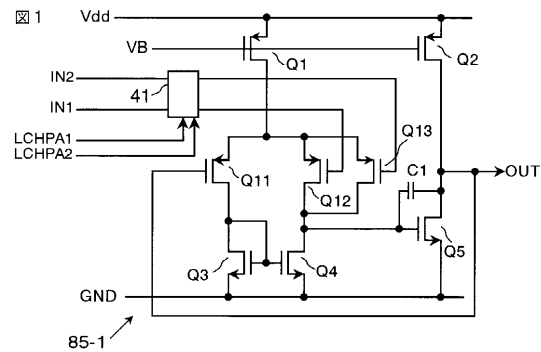 図1
Vdd
VB
Q1
Q2
IN2
41
IN1
LCHPA1
LCHPA2
Q13
C1
OUT
Q11
Q12
Q5
Q3
Q4
GND
85-1